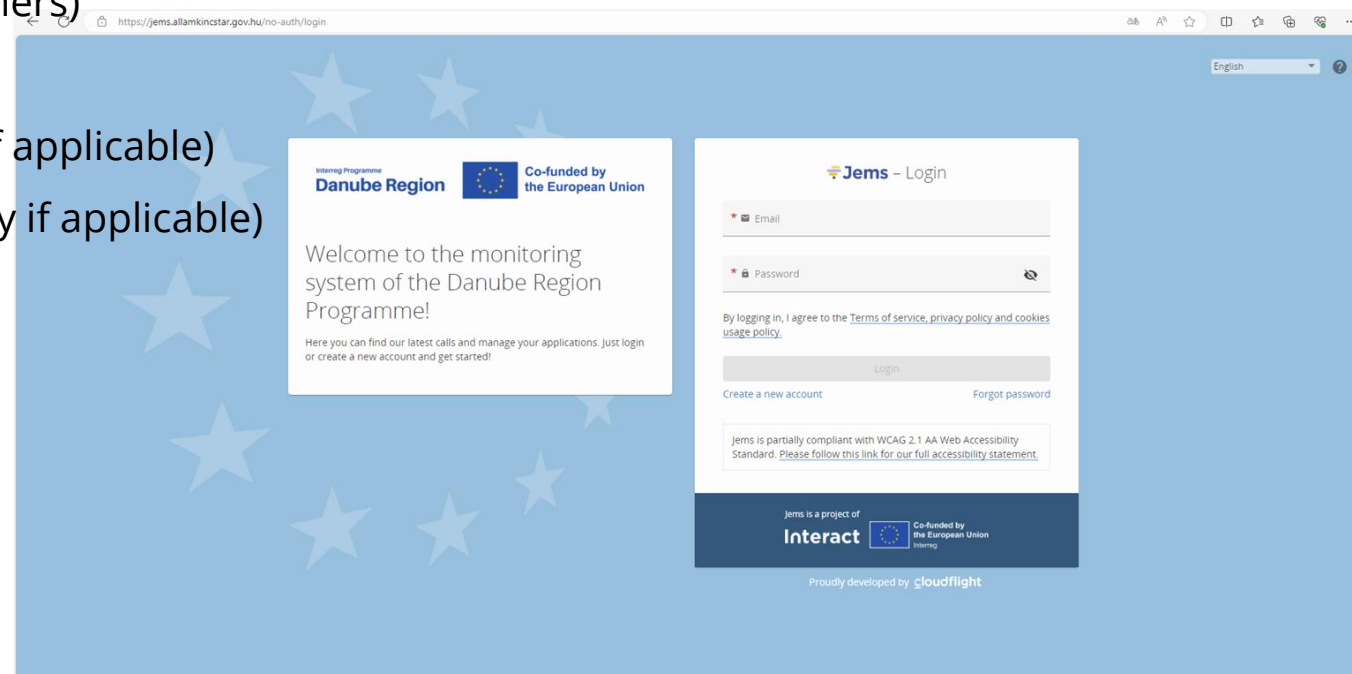 ners)
https://jems.allamkincstar.gov.hu/no-auth/login
English
f applicable)
y if applicable)
Interreg Programme
Danube Region
Co-funded by
the European Union
Welcome to the monitoring
system of the Danube Region
Programme!
Here you can find our latest calls and manage your applications. Just login
or create a new account and get started!
Jems – Login
* Email
* Password
By logging in, I agree to the Terms of service, privacy policy and cookies
usage policy.
Login
Create a new account
Forgot password
Jems is partially compliant with WCAG 2.1 AA Web Accessibility
Standard. Please follow this link for our full accessibility statement.
Jems is a project of
Interact
Co-funded by
the European Union
Interreg
Proudly developed by cloudflight